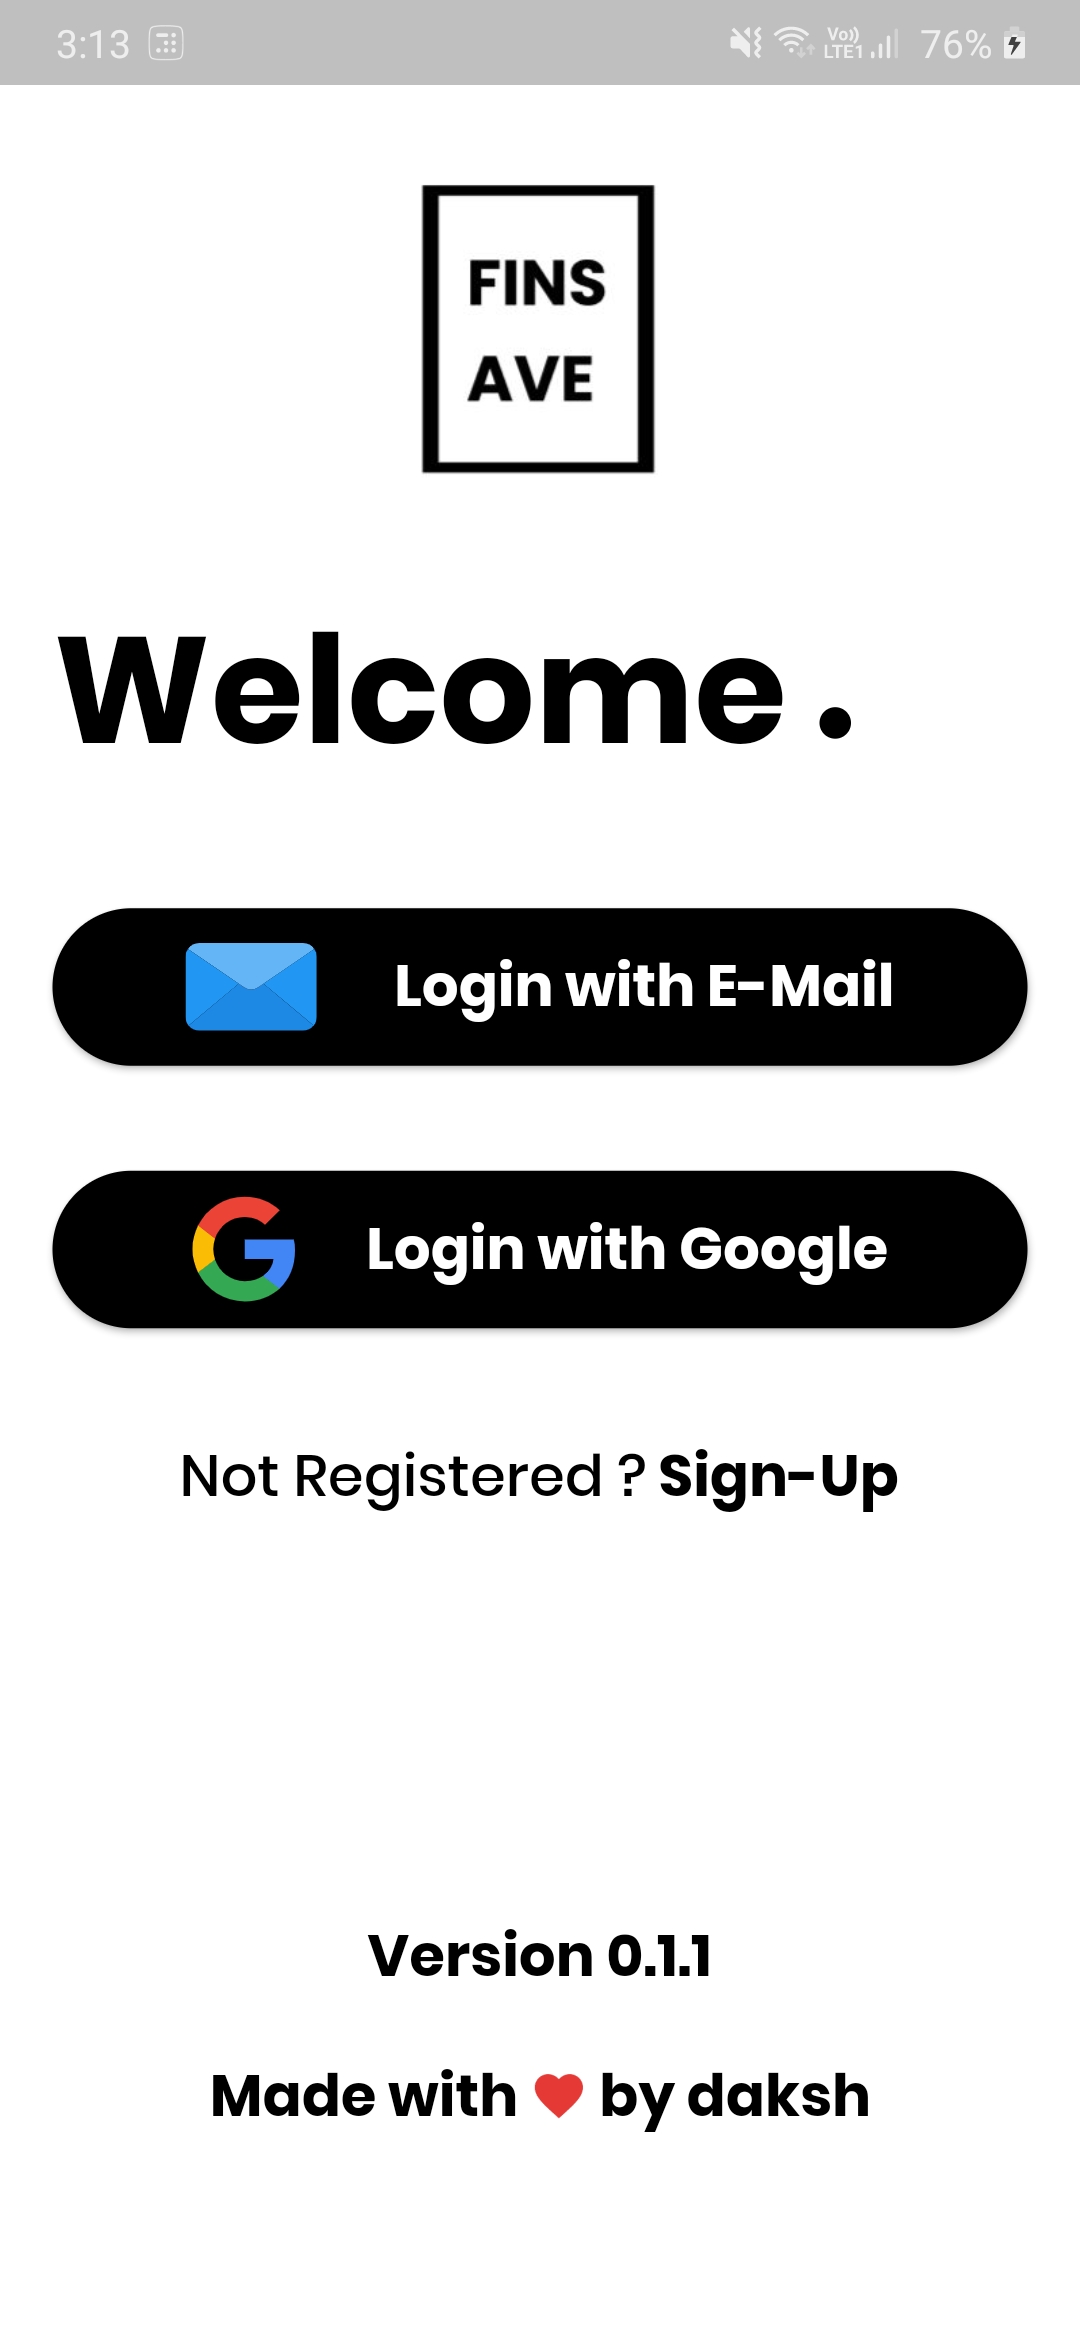 3:13 Vo)) LTE1 76%
FINS
AVE
Welcome .
Login with E-Mail
Login with Google
Not Registered ? Sign-Up
Version 0.1.1
Made with ❤ by daksh